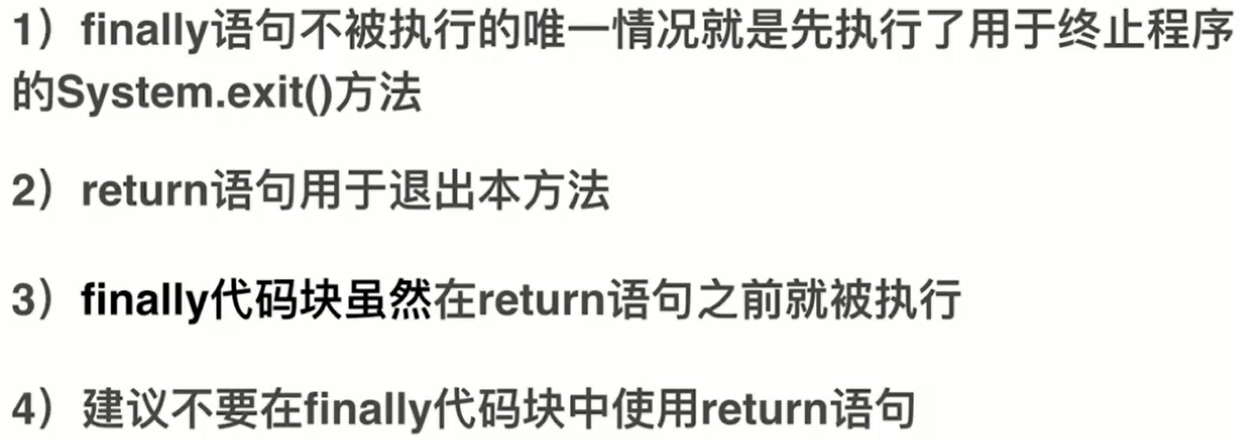 1）finally语句不被执行的唯一情况就是先执行了用于终止程序
的System.exit()方法
2）return语句用于退出本方法
3）finally代码块虽然在return语句之前就被执行
4）建议不要在finally代码块中使用return语句